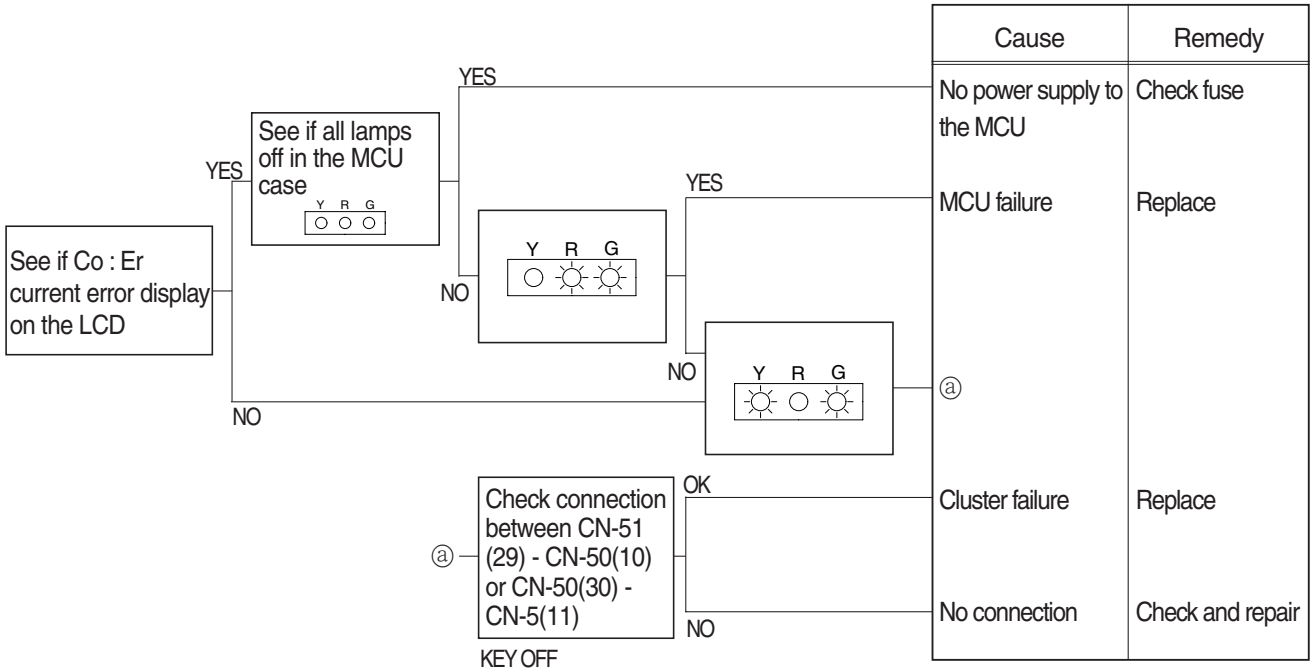 Cause Remedy
YES
No power supply to Check fuse
the MCU
See if all lamps
off in the MCU
case
Y R G
YES
YES
MCU failure Replace
See if Co : Er
current error display
on the LCD
Y R G
NO
NO
Y R G
ⓐ
NO
Check connection
between CN-51
(29) - CN-50(10)
or CN-50(30) -
CN-5(11)
OK
Cluster failure Replace
ⓐ
No connection Check and repair
NO
KEY OFF